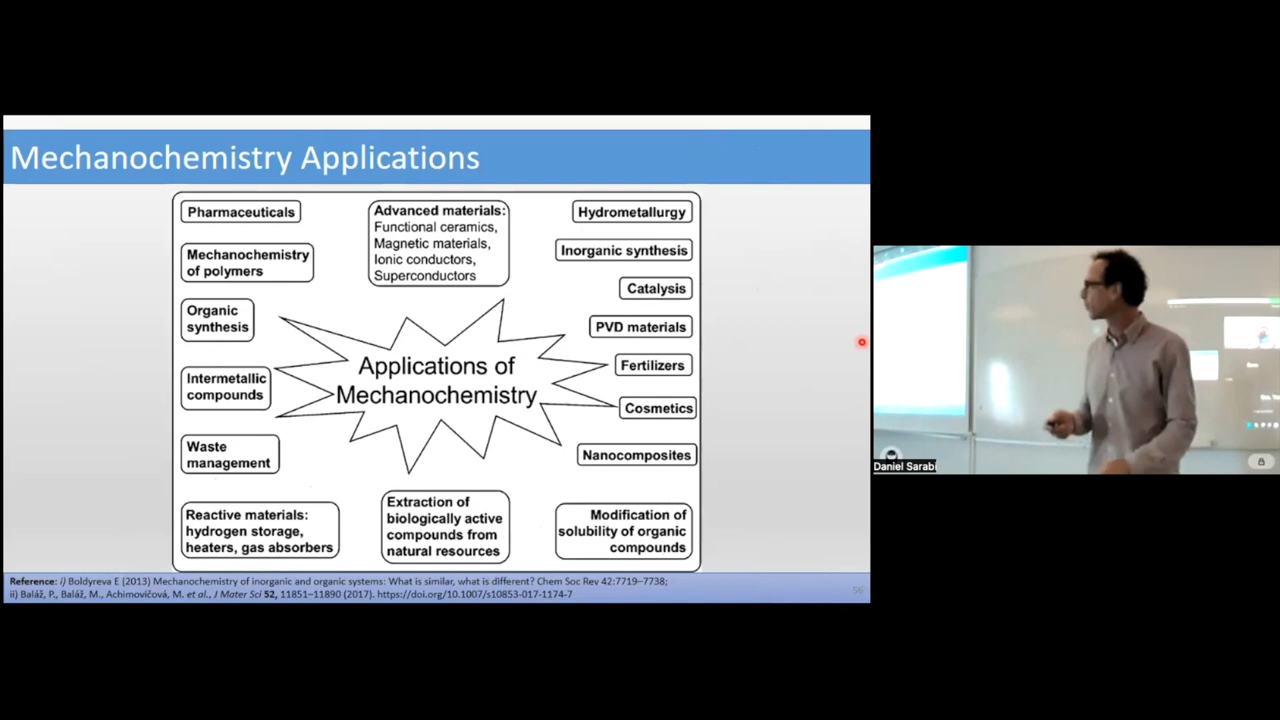 Mechanochemistry Applications
Pharmaceuticals
Mechanochemistry
of polymers
Organic
synthesis
Intermetallic
compounds
Waste
management
Reactive materials:
hydrogen storage,
heaters, gas absorbers
Advanced materials:
Functional ceramics,
Magnetic materials,
Ionic conductors,
Superconductors
Applications of
Mechanochemistry
Extraction of
biologically active
compounds from
natural resources
Hydrometallurgy
Inorganic synthesis
Catalysis
PVD materials
Fertilizers
Cosmetics
Nanocomposites
Modification of
solubility of organic
compounds
Reference: i) Boldyreva E (2013) Mechanochemistry of inorganic and organic systems: What is similar, what is different? Chem Soc Rev 42:7719–7738;
ii) Baláž, P., Baláž, M., Achimovičová, M. et al., J Mater Sci 52, 11851–11890 (2017). https://doi.org/10.1007/s10853-017-1174-7
56
Daniel Sarabi